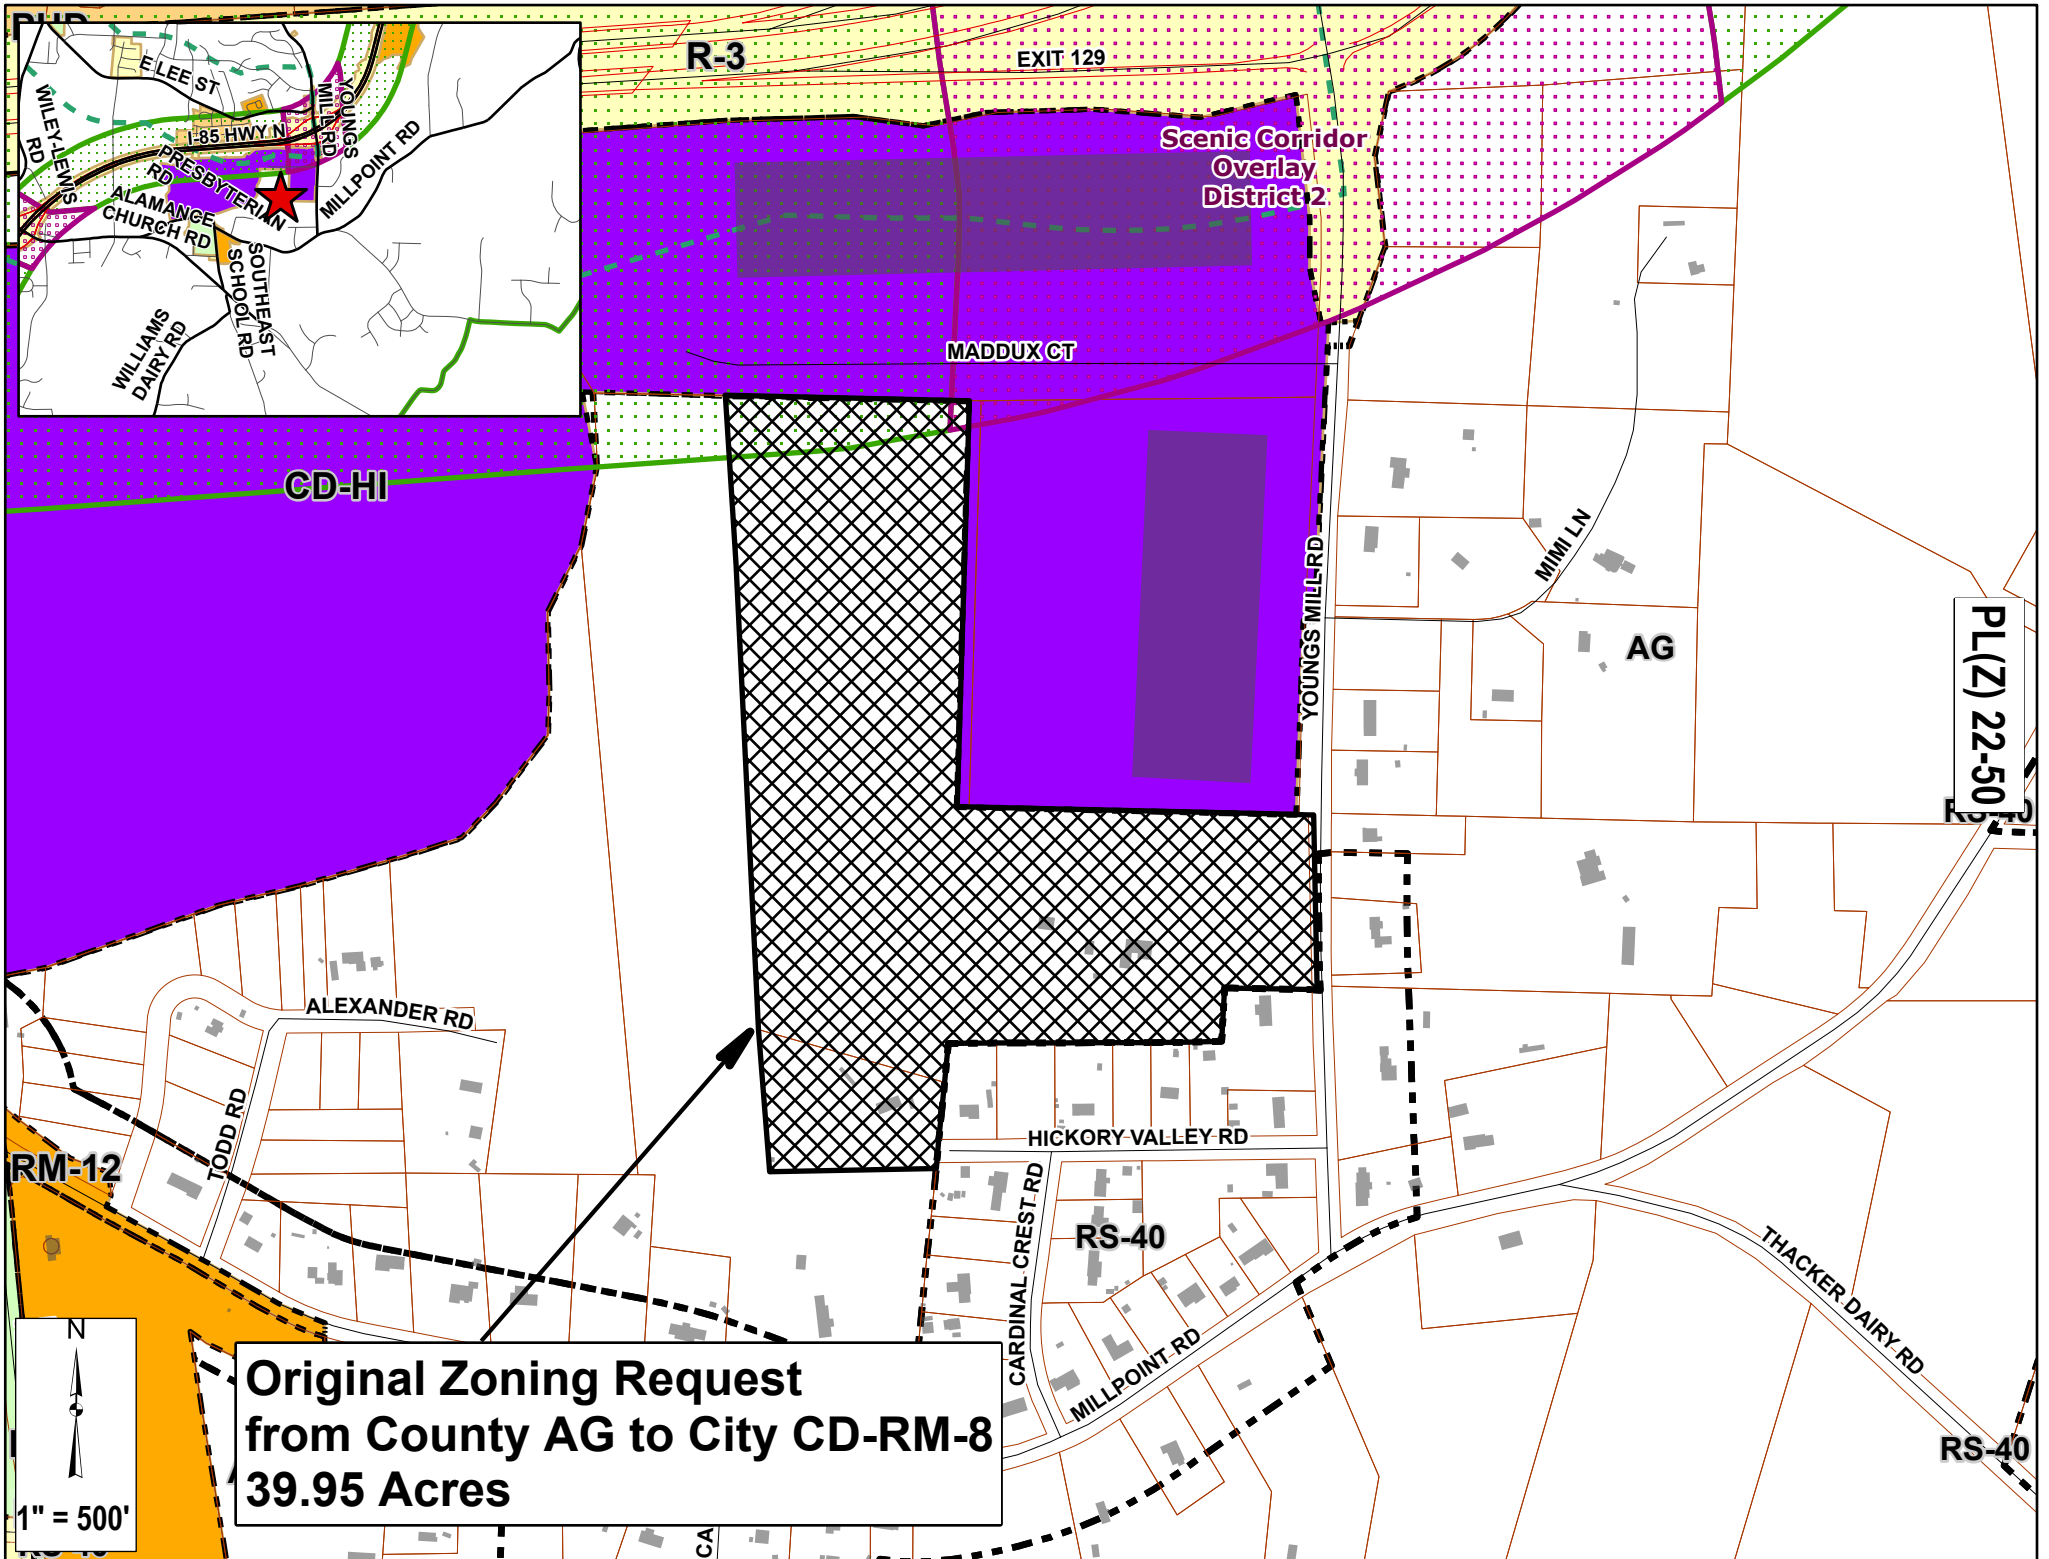 E LEE ST
WILEY-LEWIS
RD
I 85 HWY N
YOUNGS
MILL RD
MILLPOINT RD
PRESBYTERIAN
RD
ALAMANCE
CHURCH RD
SOUTHEAST
SCHOOL RD
WILLIAMS
DAIRY RD
R-3
EXIT 129
Scenic Corridor
Overlay
District 2
MADDUX CT
CD-HI
YOUNGS MILL RD
MIMI LN
AG
PL(Z) 22-50
RS-40
ALEXANDER RD
TODD RD
RM-12
HICKORY VALLEY RD
CARDINAL CREST RD
RS-40
MILLPOINT RD
THACKER DAIRY RD
RS-40
N
1" = 500'
Original Zoning Request
from County AG to City CD-RM-8
39.95 Acres
CA